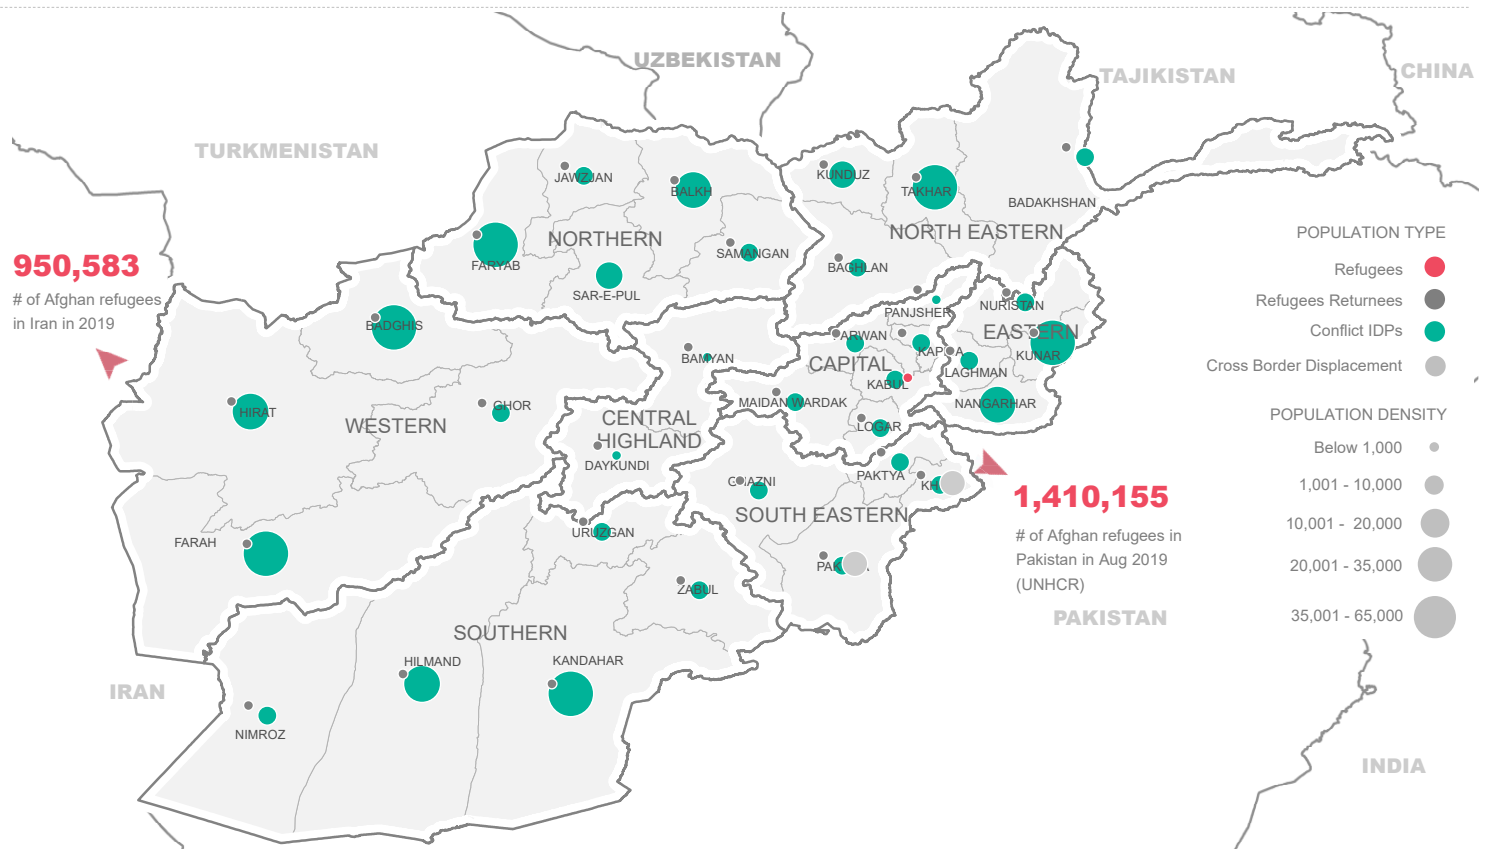 UZBEKISTAN
TAJIKISTAN
CHINA
TURKMENISTAN
950,583
# of Afghan refugees
in Iran in 2019
JAWZJAN
BALKH
NORTHERN
FARYAB
SAMANGAN
SAR-E-PUL
KUNDUZ
TAKHAR
BADAKHSHAN
NORTH EASTERN
BAGHLAN
PANJSHER
NURISTAN
EASTERN
KUNAR
LAGHMAN
NANGARHAR
PARWAN
KAPISA
CAPITAL
KABUL
MAIDAN WARDAK
LOGAR
BADGHIS
HIRAT
GHOR
WESTERN
FARAH
BAMYAN
CENTRAL
HIGHLAND
DAYKUNDI
GHAZNI
PAKTYA
KH
SOUTH EASTERN
PAKTIKA
URUZGAN
ZABUL
SOUTHERN
HILMAND
KANDAHAR
NIMROZ
1,410,155
# of Afghan refugees in
Pakistan in Aug 2019
(UNHCR)
PAKISTAN
IRAN
INDIA
POPULATION TYPE
Refugees
Refugees Returnees
Conflict IDPs
Cross Border Displacement
POPULATION DENSITY
Below 1,000
1,001 - 10,000
10,001 - 20,000
20,001 - 35,000
35,001 - 65,000